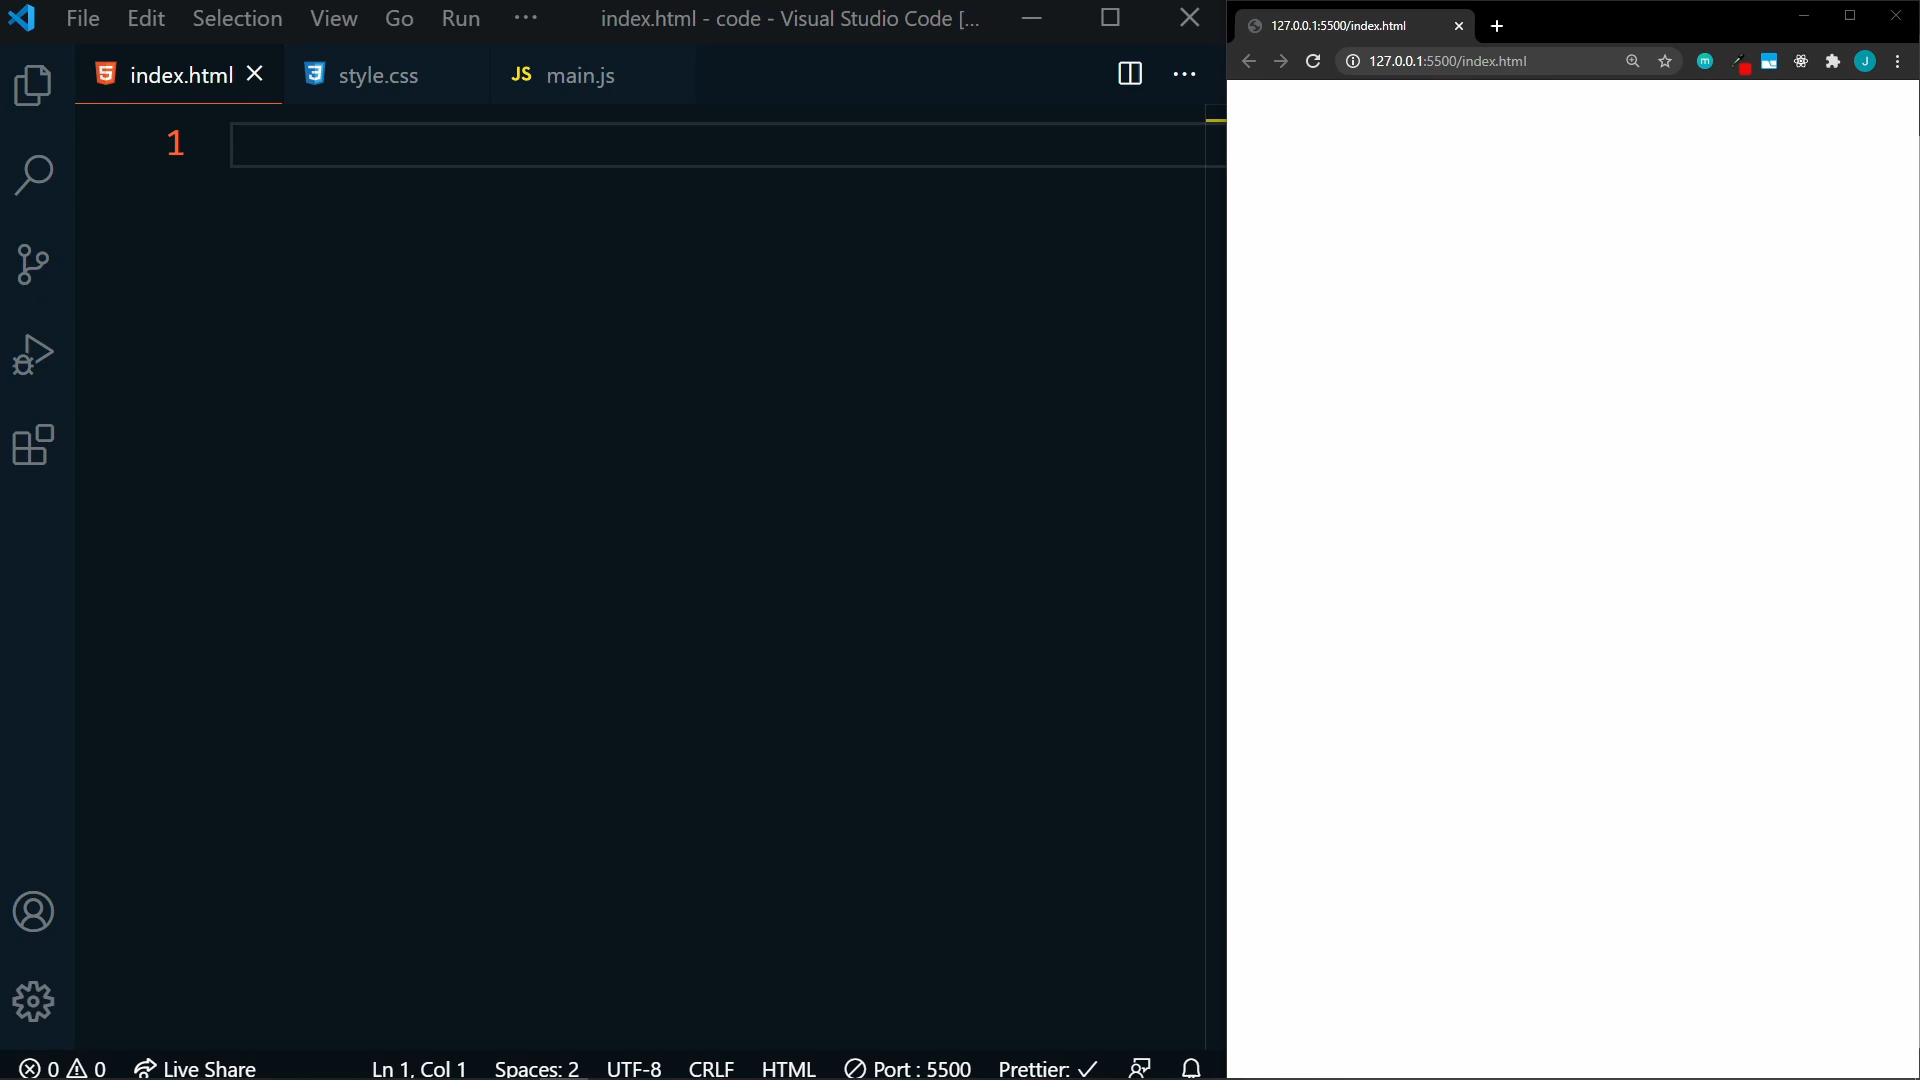 File Edit Selection View Go Run ··· index.html - code - Visual Studio Code [...
index.html style.css JS main.js
1
0 0 Live Share Ln 1, Col 1 Spaces: 2 UTF-8 CRLF HTML Port : 5500 Prettier: ✓
127.0.0.1:5500/index.html
127.0.0.1:5500/index.html m J